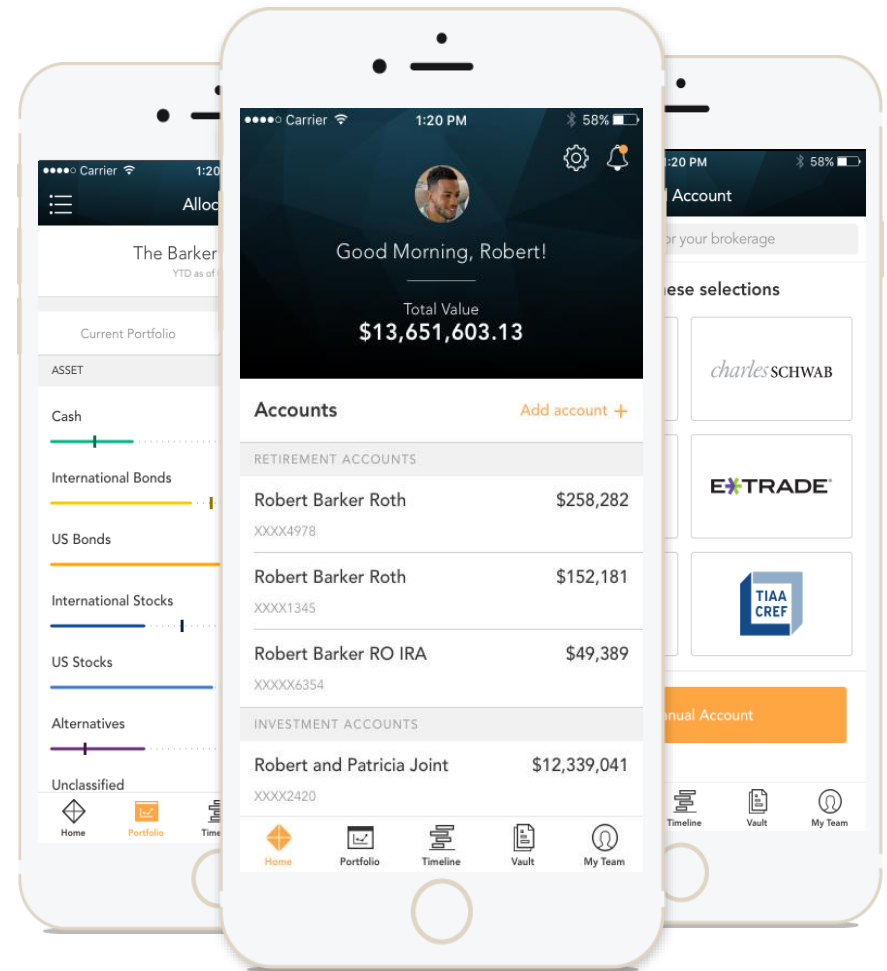 Carrier
1:20
Alloc
The Barker
YTD as of
Current Portfolio
ASSET
Cash
International Bonds
US Bonds
International Stocks
US Stocks
Alternatives
Unclassified
Home
Portfolio
Time
Carrier
1:20 PM
58%
Good Morning, Robert!
Total Value
$13,651,603.13
Accounts
Add account +
RETIREMENT ACCOUNTS
Robert Barker Roth
$258,282
XXXX4978
Robert Barker Roth
$152,181
XXXX1345
Robert Barker RO IRA
$49,389
XXXXX6354
INVESTMENT ACCOUNTS
Robert and Patricia Joint
$12,339,041
XXXX2420
Home
Portfolio
Timeline
Vault
My Team
:20 PM
58%
Account
or your brokerage
ese selections
charles SCHWAB
E*TRADE
TIAA
CREF
nual Account
Timeline
Vault
My Team